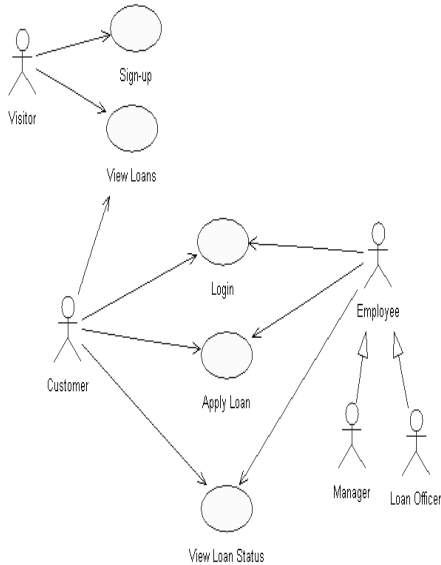 Sign-up
Visitor
View Loans
Login
Employee
Customer
Apply Loan
Manager
Loan Officer
View Loan Status